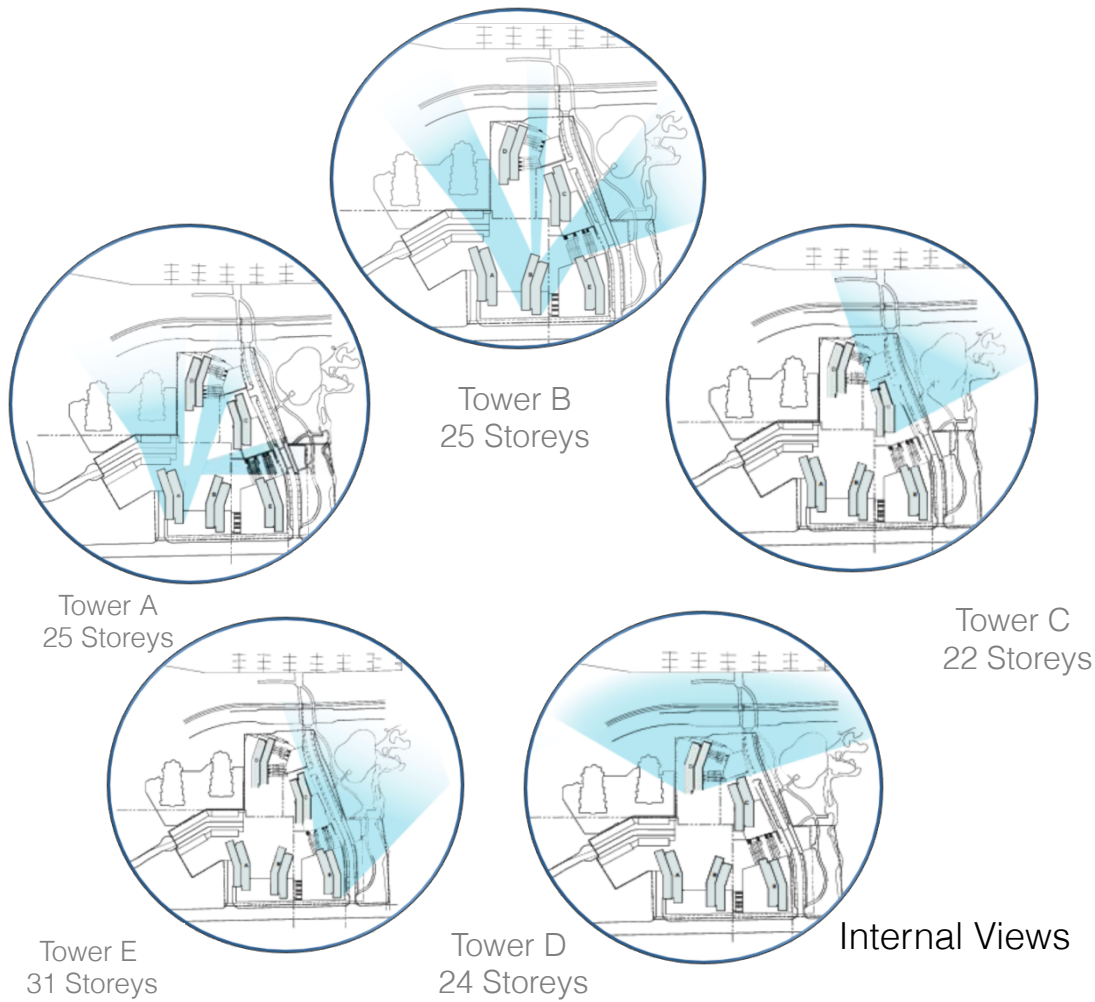 Tower B
25 Storeys
Tower A
25 Storeys
Tower C
22 Storeys
Tower E
31 Storeys
Tower D
24 Storeys
Internal Views